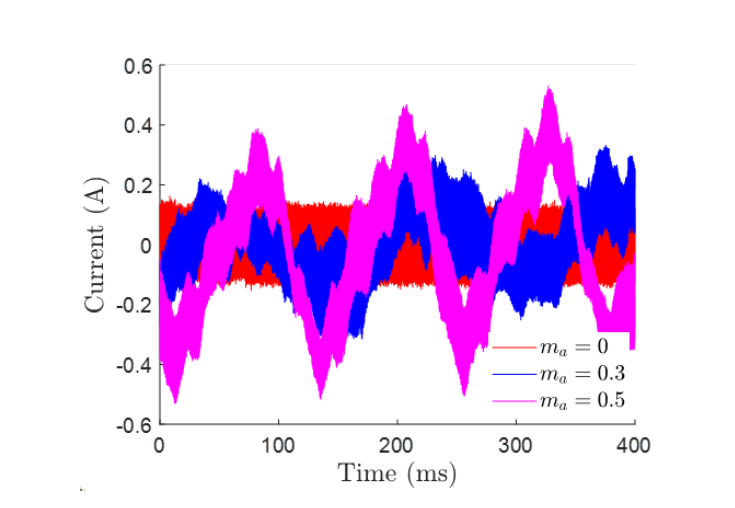 0.6
0.4
0.2
0
-0.2
-0.4
-0.6
Current (A)
0 100 200 300 400
Time (ms)
m_a = 0
m_a = 0.3
m_a = 0.5